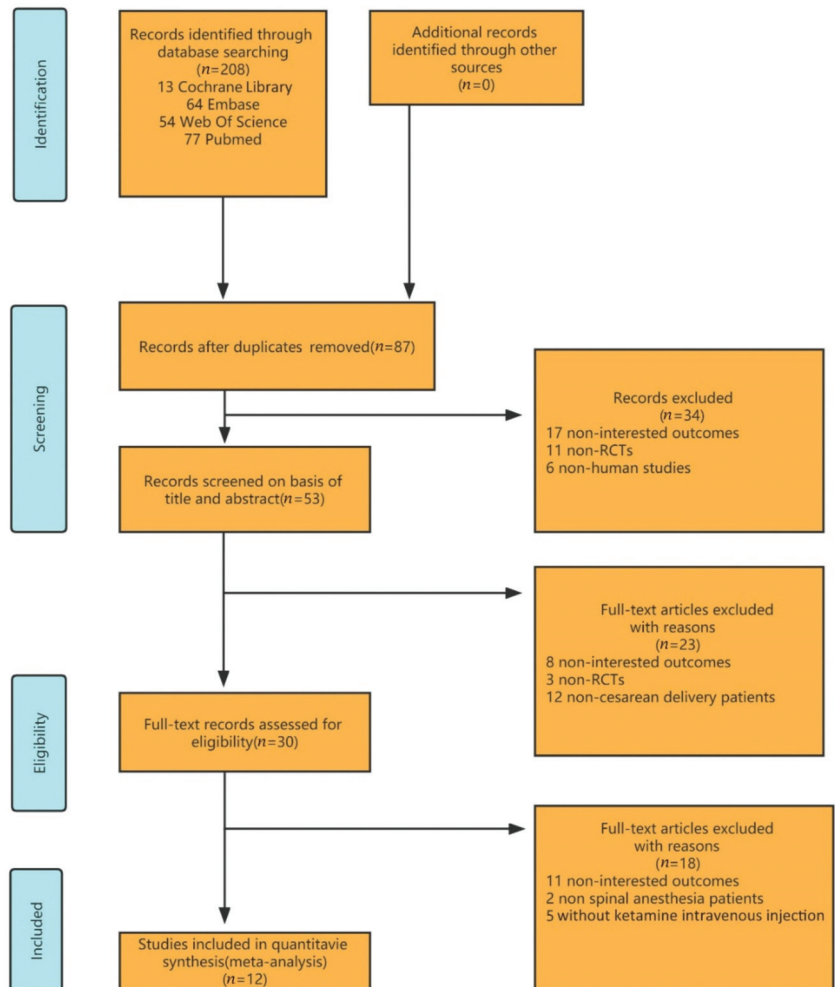 Identification
Records identified through
database searching
(n=208)
13 Cochrane Library
64 Embase
54 Web Of Science
77 Pubmed
Additional records
identified through other
sources
(n=0)
Screening
Records after duplicates removed(n=87)
Records excluded
(n=34)
17 non-interested outcomes
11 non-RCTs
6 non-human studies
Records screened on basis of
title and abstract(n=53)
Full-text articles excluded
with reasons
(n=23)
8 non-interested outcomes
3 non-RCTs
12 non-cesarean delivery patients
Eligibility
Full-text records assessed for
eligibility(n=30)
Full-text articles excluded
with reasons
(n=18)
11 non-interested outcomes
2 non spinal anesthesia patients
5 without ketamine intravenous injection
Included
Studies included in quantitavie
synthesis(meta-analysis)
(n=12)